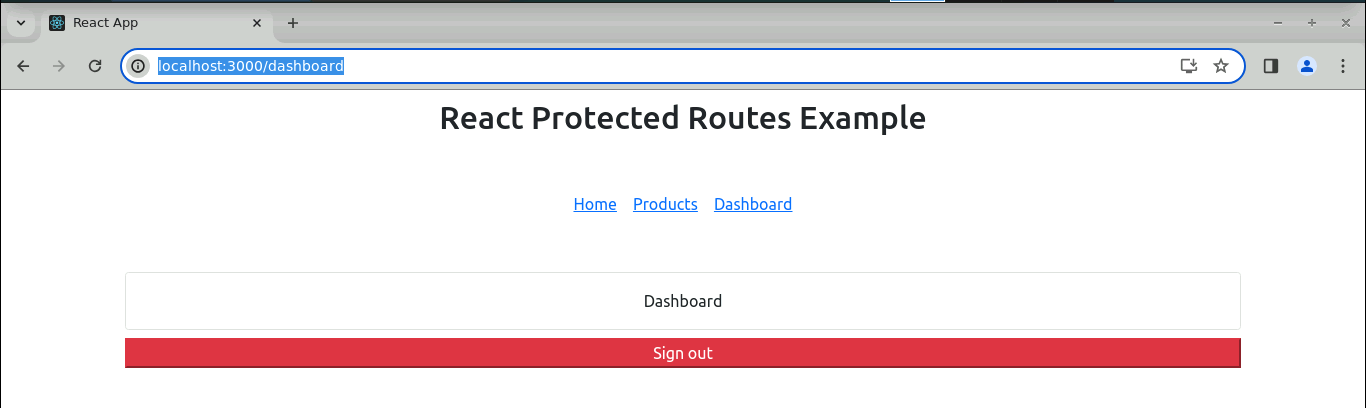 React App
localhost:3000/dashboard
React Protected Routes Example
Home Products Dashboard
Dashboard
Sign out